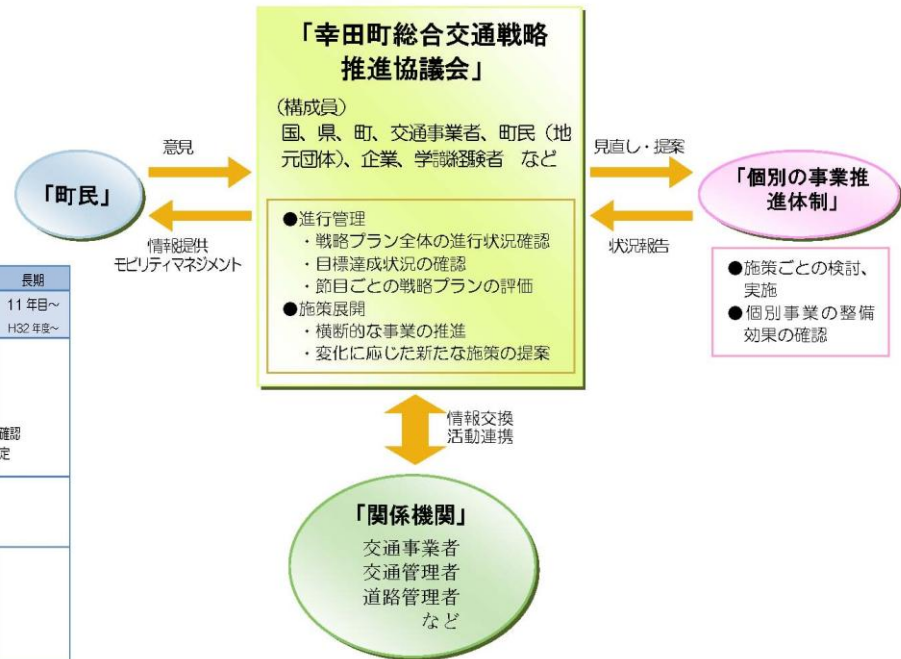 「幸田町総合交通戦略
推進協議会」
(構成員)
国、県、町、交通事業者、町民（地
元団体）、企業、学識経験者 など
意見
「町民」
情報提供
モビリティマネジメント
見直し・提案
「個別の事業推
進体制」
状況報告
●進行管理
・戦略プラン全体の進行状況確認
・目標達成状況の確認
・節目ごとの戦略プランの評価
●施策展開
・横断的な事業の推進
・変化に応じた新たな施策の提案
●施策ごとの検討、
実施
●個別事業の整備
効果の確認
長期
11年目～
H32年度～
確認
定
情報交換
活動連携
「関係機関」
交通事業者
交通管理者
道路管理者
など